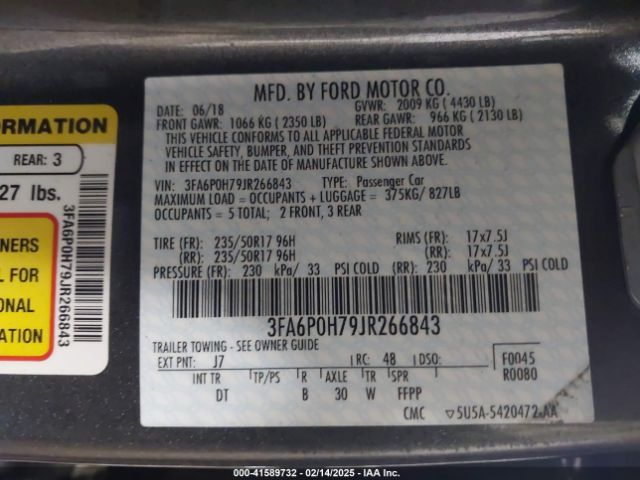 ORMATION
REAR: 3
27 lbs.
NNERS
L FOR
ONAL
ATION
3FA6P0H79JR266843
MFD. BY FORD MOTOR CO.
DATE: 06/18 GVWR: 2009 KG ( 4430 LB)
FRONT GAWR: 1066 KG ( 2350 LB) REAR GAWR: 966 KG ( 2130 LB)
THIS VEHICLE CONFORMS TO ALL APPLICABLE FEDERAL MOTOR
VEHICLE SAFETY, BUMPER, AND THEFT PREVENTION STANDARDS
IN EFFECT ON THE DATE OF MANUFACTURE SHOWN ABOVE.
VIN: 3FA6P0H79JR266843 TYPE: Passenger Car
MAXIMUM LOAD = OCCUPANTS + LUGGAGE = 375KG/ 827LB
OCCUPANTS = 5 TOTAL; 2 FRONT, 3 REAR
TIRE (FR): 235/50R17 96H RIMS (FR): 17x7.5J
(RR): 235/50R17 96H (RR): 17x7.5J
PRESSURE (FR): 230 kPa/ 33 PSI COLD (RR): 230 kPa/ 33 PSI COLD
3FA6P0H79JR266843
TRAILER TOWING - SEE OWNER GUIDE
EXT PNT: J7 RC: 48 DSO: F0045
R0080
INT TR TP/PS R AXLE TR SPR
DT B 30 W FFPP
CMC ▽5U5A-5420472-AA
000-41589732 - 02/14/2025 - IAA Inc.